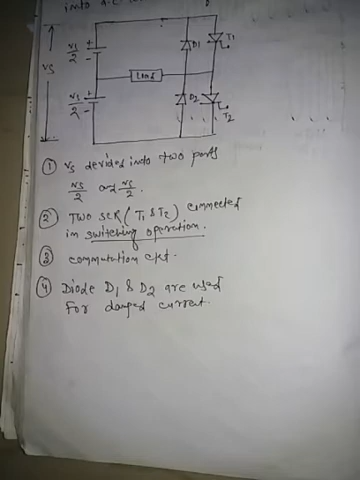 into a.c
Vs/2 + -
D1
T1
Vs
Load
Vs/2 + -
D2
T2
① Vs devided into two parts
Vs/2 and Vs/2.
② TWO SCR (T1 & T2) connected
in switching operation.
③ commutation ckt.
④ Diode D1 & D2 are used
For damped current.